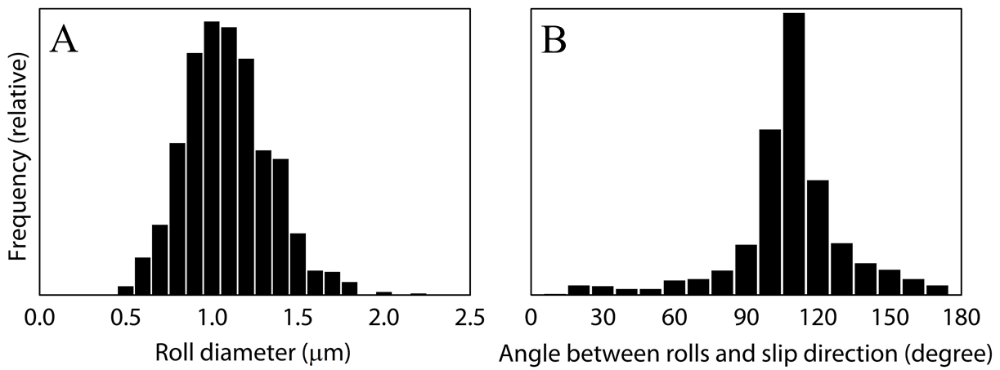 A
B
Frequency (relative)
0.0 0.5 1.0 1.5 2.0 2.5
0 30 60 90 120 150 180
Roll diameter (μm)
Angle between rolls and slip direction (degree)